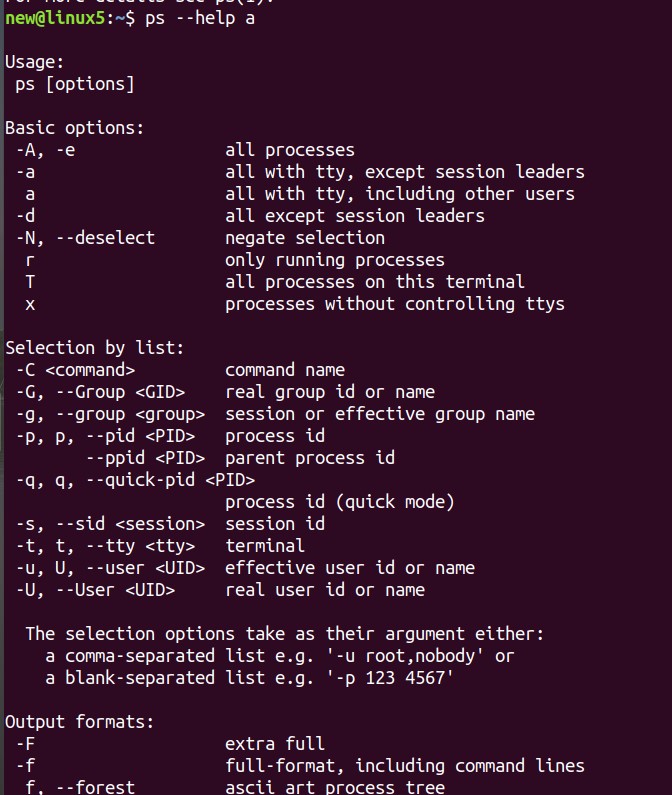 For more details see ps(1).
new@linux5:~$ ps --help a
Usage:
ps [options]
Basic options:
-A, -e all processes
-a all with tty, except session leaders
a all with tty, including other users
-d all except session leaders
-N, --deselect negate selection
r only running processes
T all processes on this terminal
x processes without controlling ttys
Selection by list:
-C <command> command name
-G, --Group <GID> real group id or name
-g, --group <group> session or effective group name
-p, p, --pid <PID> process id
--ppid <PID> parent process id
-q, q, --quick-pid <PID>
process id (quick mode)
-s, --sid <session> session id
-t, t, --tty <tty> terminal
-u, U, --user <UID> effective user id or name
-U, --User <UID> real user id or name
The selection options take as their argument either:
a comma-separated list e.g. '-u root,nobody' or
a blank-separated list e.g. '-p 123 4567'
Output formats:
-F extra full
-f full-format, including command lines
f, --forest ascii art process tree